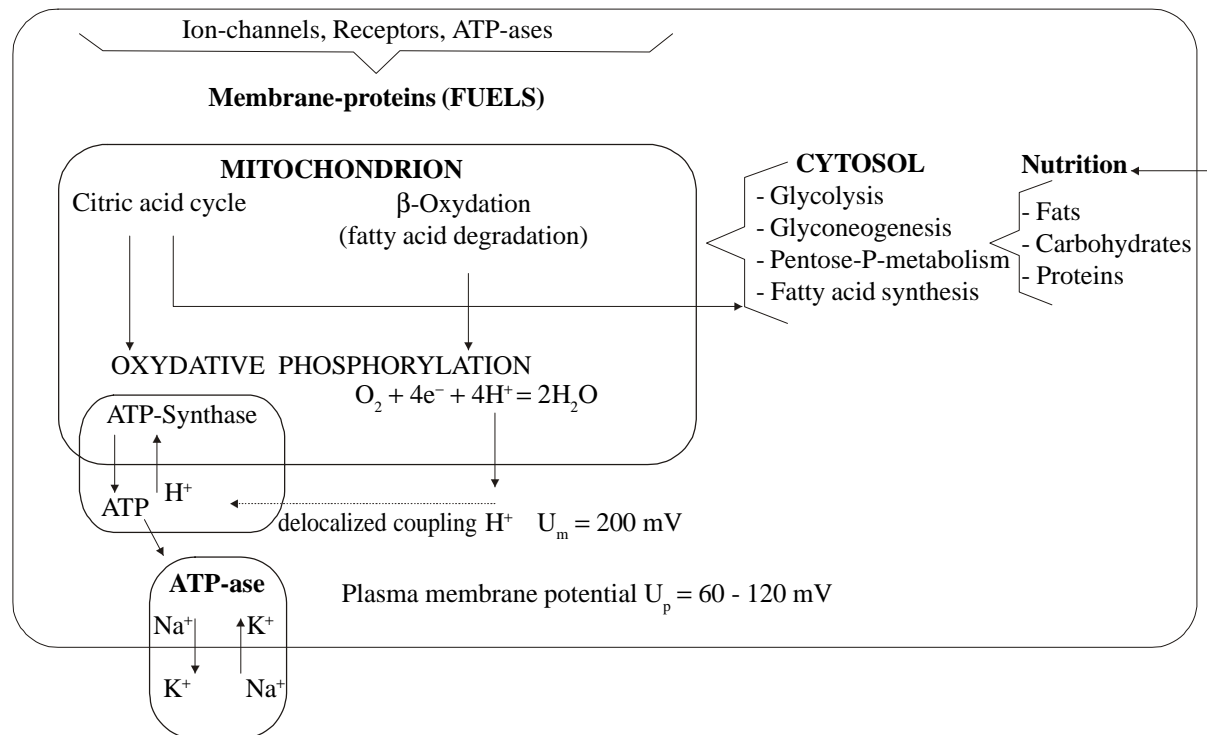 Ion-channels, Receptors, ATP-ases
Membrane-proteins (FUELS)
MITOCHONDRION
Citric acid cycle
β-Oxydation
(fatty acid degradation)
CYTOSOL
- Glycolysis
- Glyconeogenesis
- Pentose-P-metabolism
- Fatty acid synthesis
Nutrition
- Fats
- Carbohydrates
- Proteins
OXYDATIVE PHOSPHORYLATION
O₂ + 4e⁻ + 4H⁺ = 2H₂O
ATP-Synthase
ATP
H⁺
delocalized coupling H⁺ Uₘ = 200 mV
ATP-ase
Plasma membrane potential Uₚ = 60 - 120 mV
Na⁺ K⁺
K⁺ Na⁺